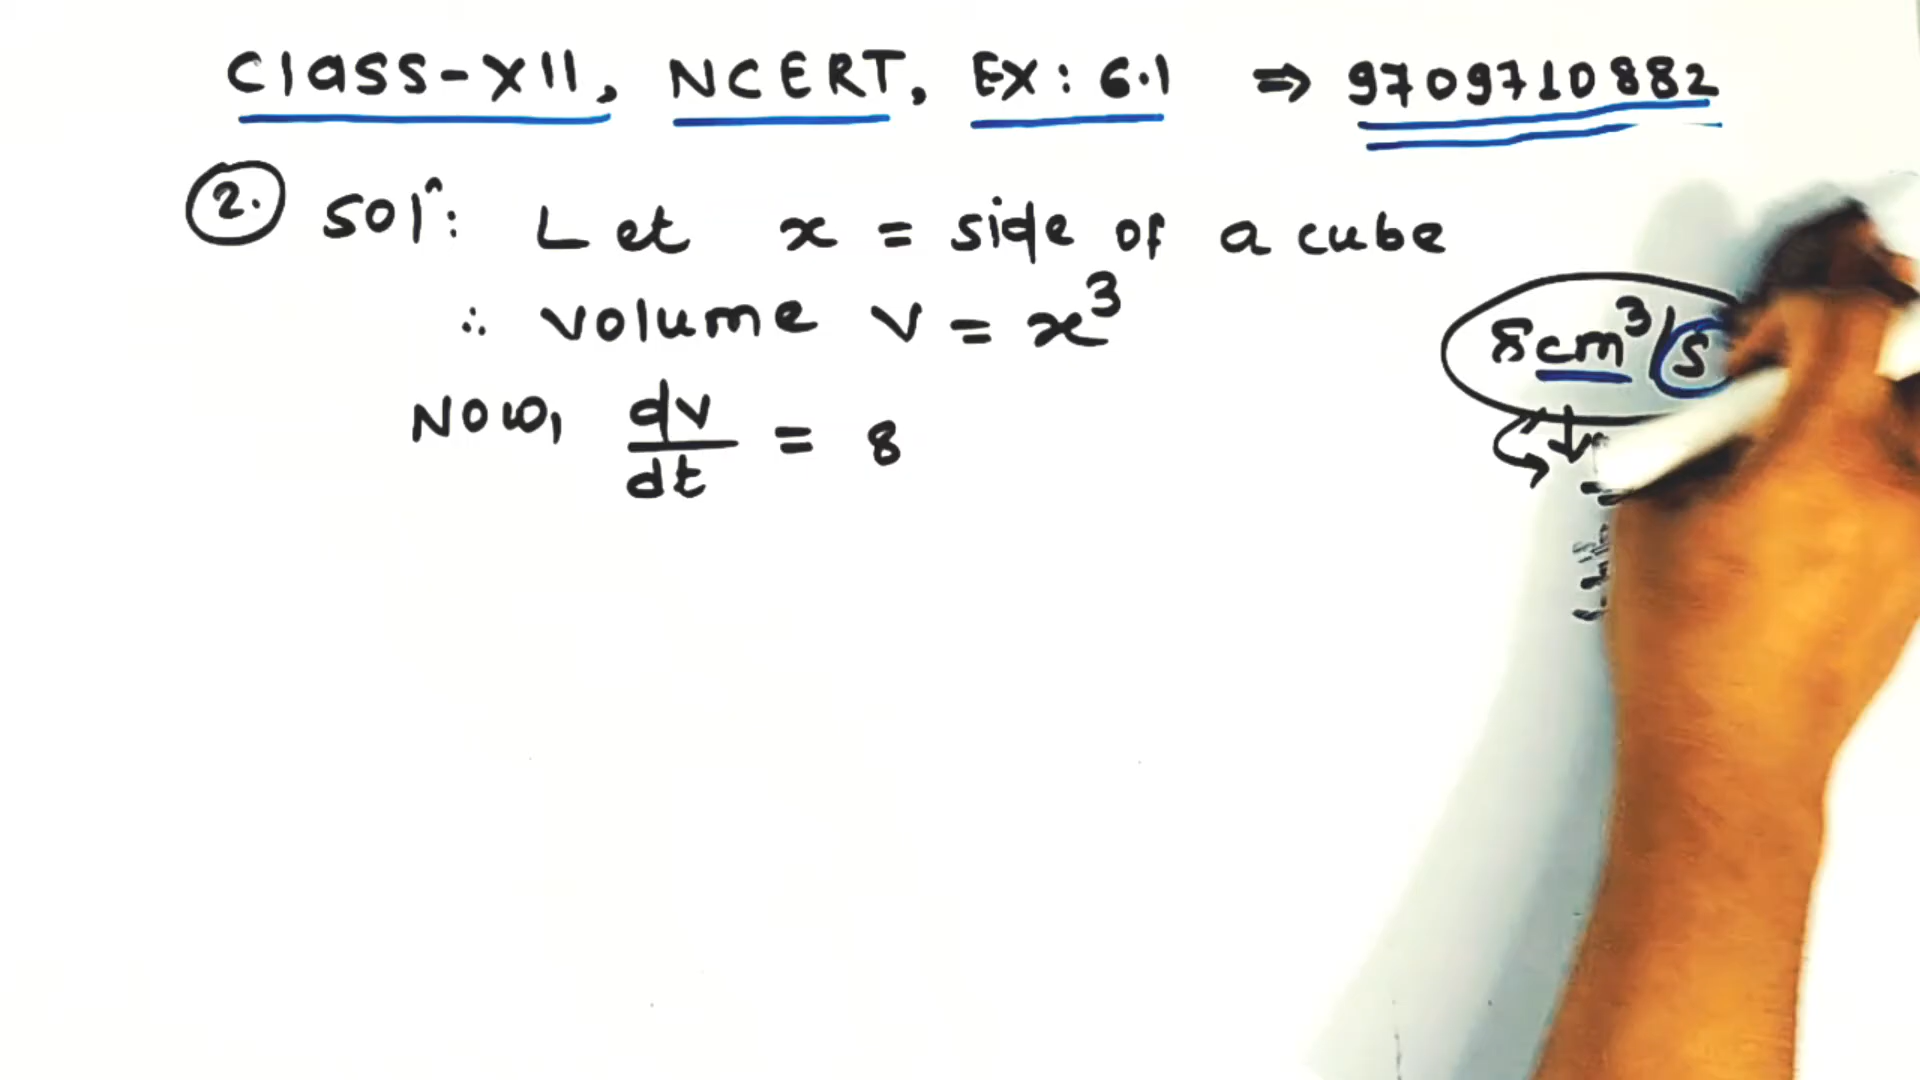 Class-XII, NCERT, EX: 6.1 ⇒ 9709710882
2. Sol^n: Let x = side of a cube
∴ volume v = x³
8cm³/s
Now, dv/dt = 8